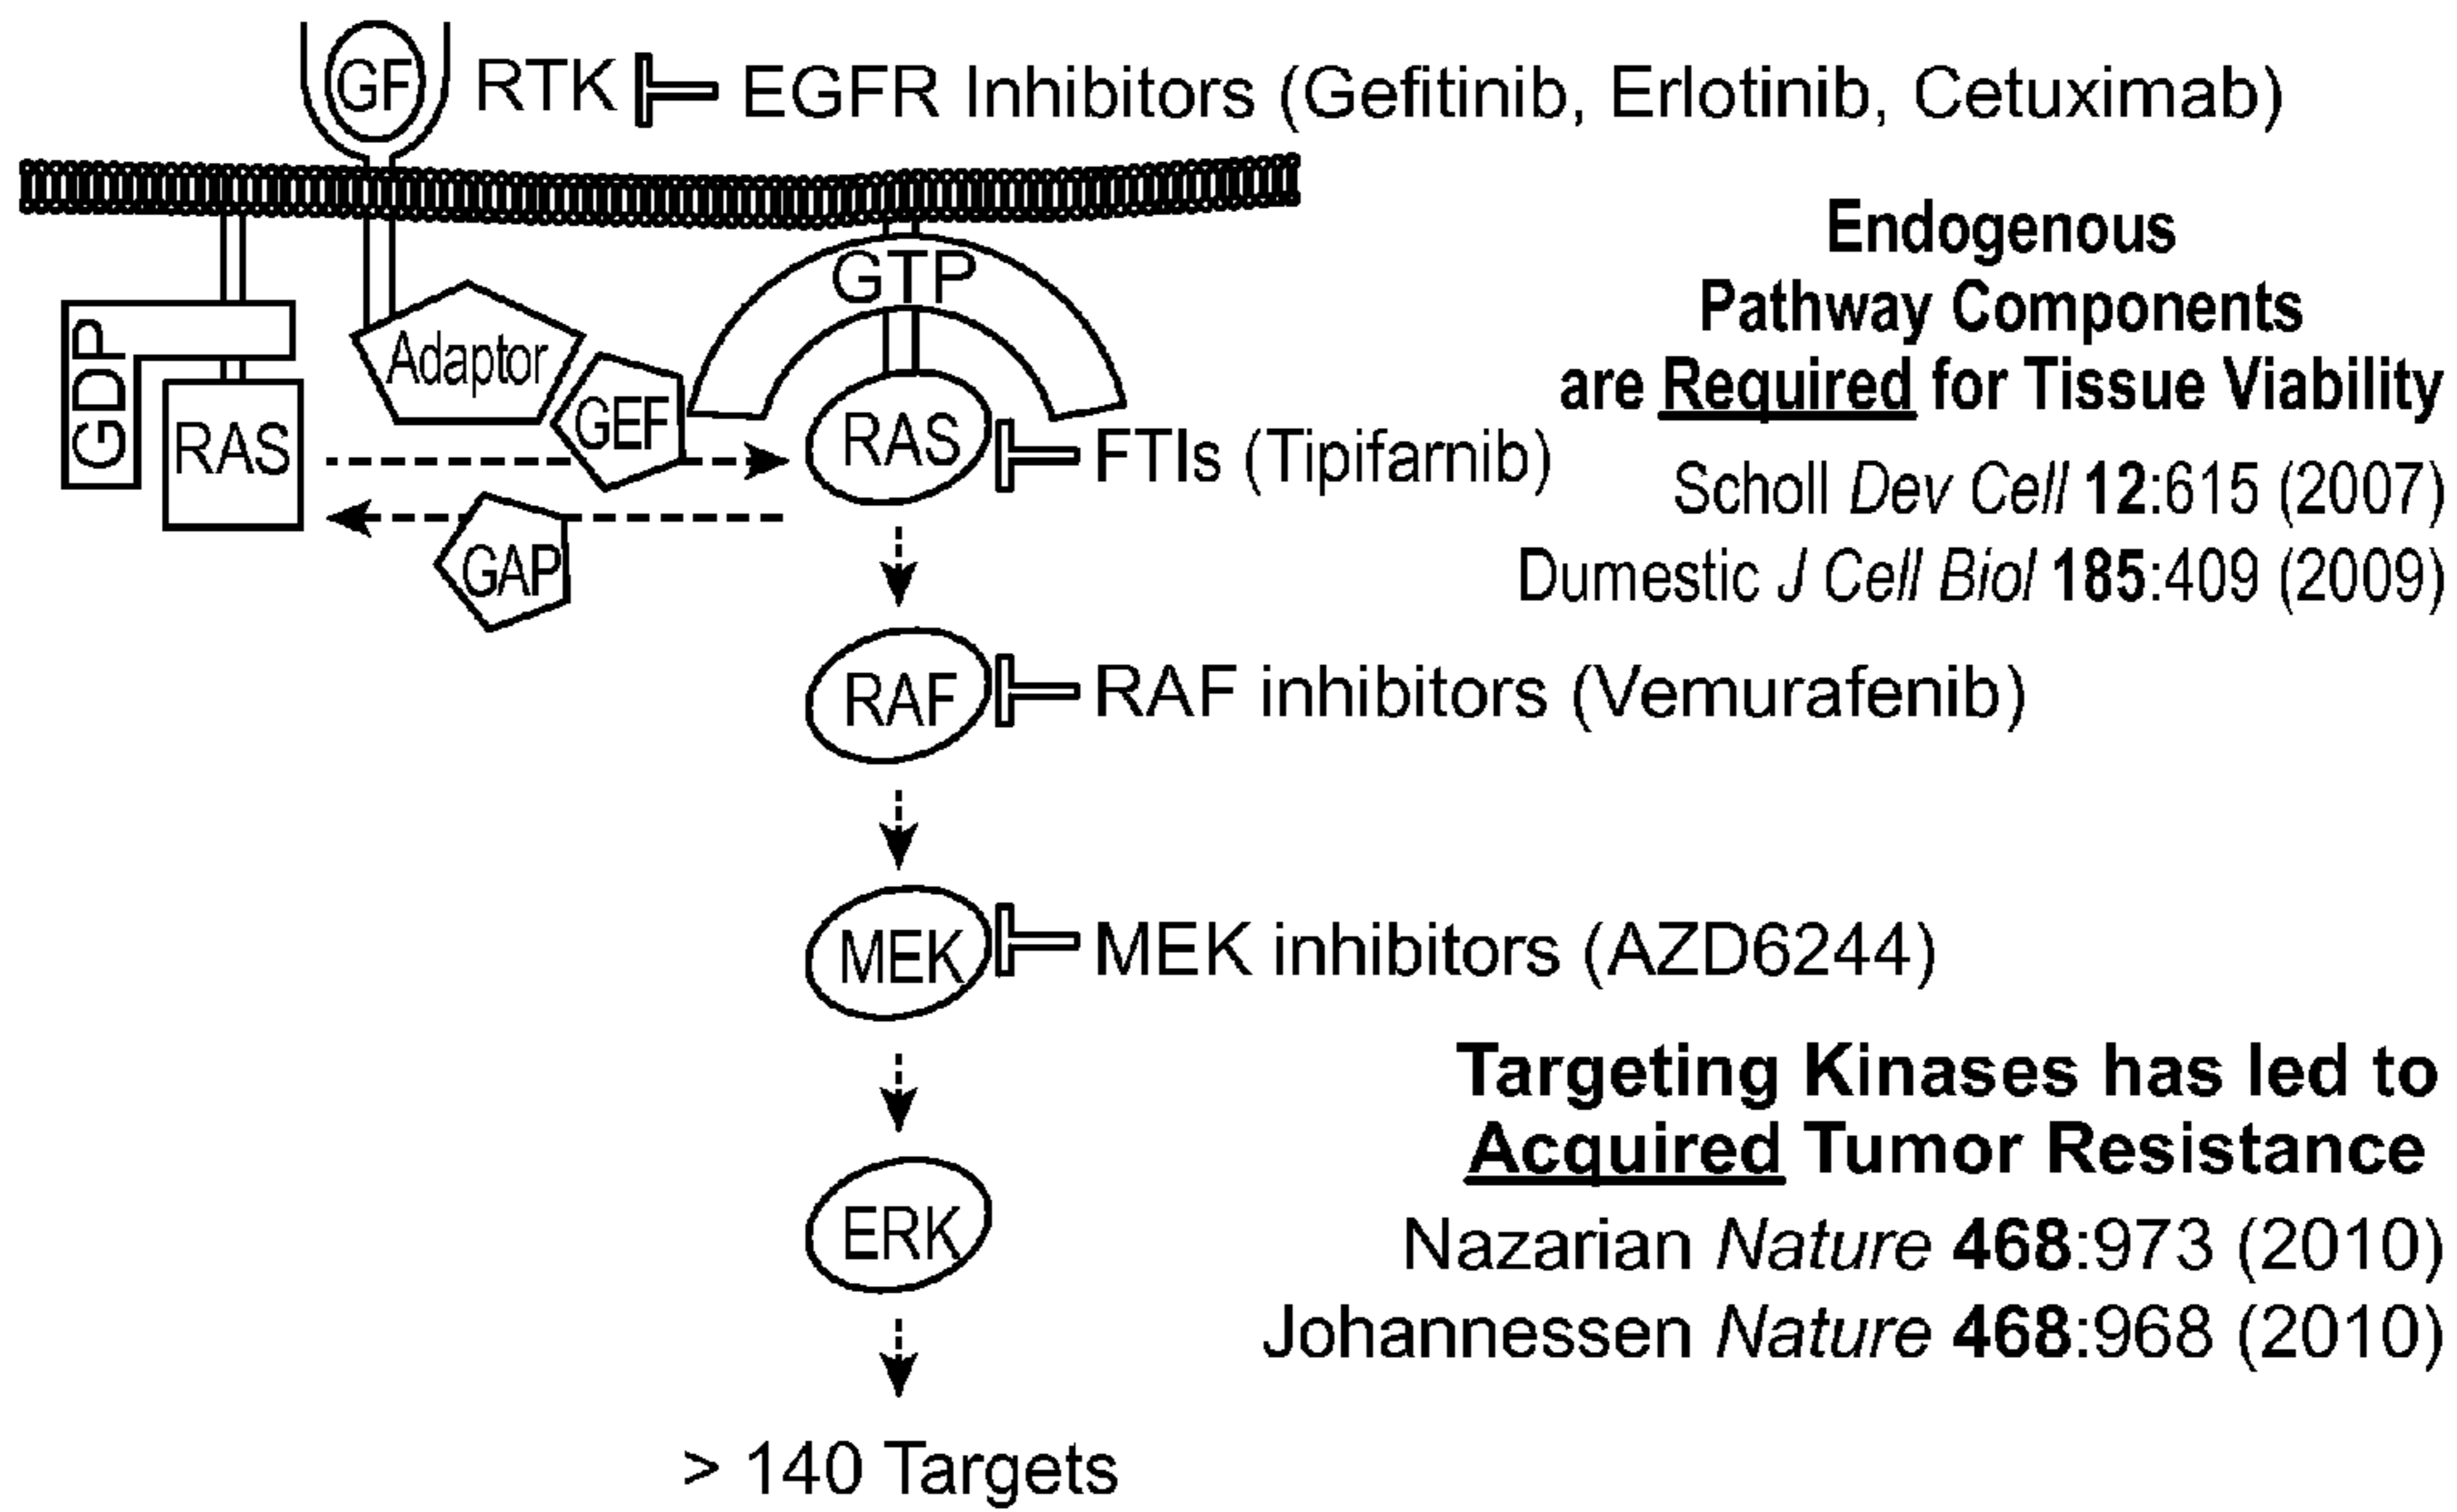 GF
RTK
EGFR Inhibitors (Gefitinib, Erlotinib, Cetuximab)
Endogenous
Pathway Components
are Required for Tissue Viability
Scholl Dev Cell 12:615 (2007)
Dumestic J Cell Biol 185:409 (2009)
GDP
RAS
Adaptor
GEF
GAP
GTP
RAS
FTIs (Tipifarnib)
RAF
RAF inhibitors (Vemurafenib)
MEK
MEK inhibitors (AZD6244)
Targeting Kinases has led to
Acquired Tumor Resistance
Nazarian Nature 468:973 (2010)
Johannessen Nature 468:968 (2010)
ERK
> 140 Targets